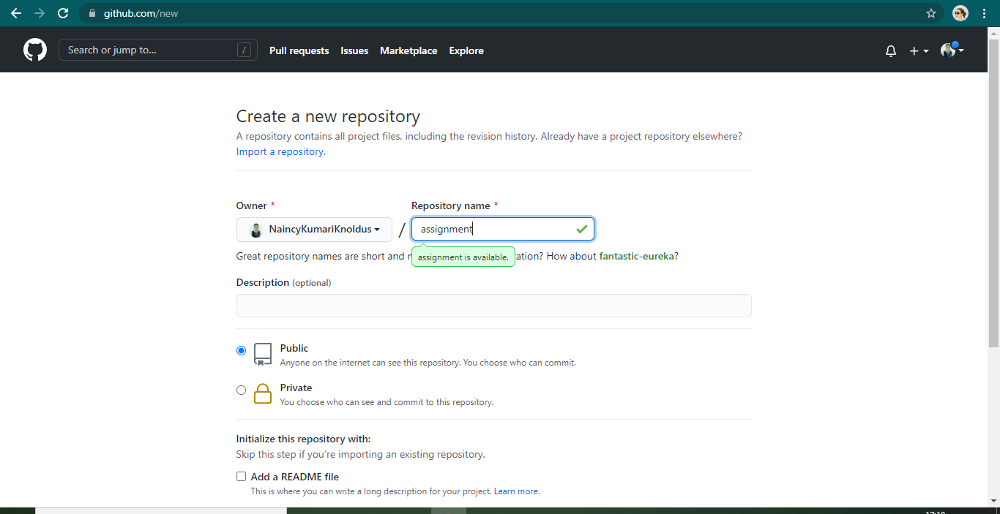 github.com/new
Search or jump to... /
Pull requests Issues Marketplace Explore
Create a new repository
A repository contains all project files, including the revision history. Already have a project repository elsewhere?
Import a repository.
Owner * Repository name *
NaincyKumariKnoldus / assignment
Great repository names are short and ation? How about fantastic-eureka?
assignment is available.
Description (optional)
Public
Anyone on the internet can see this repository. You choose who can commit.
Private
You choose who can see and commit to this repository.
Initialize this repository with:
Skip this step if you're importing an existing repository.
Add a README file
This is where you can write a long description for your project. Learn more.